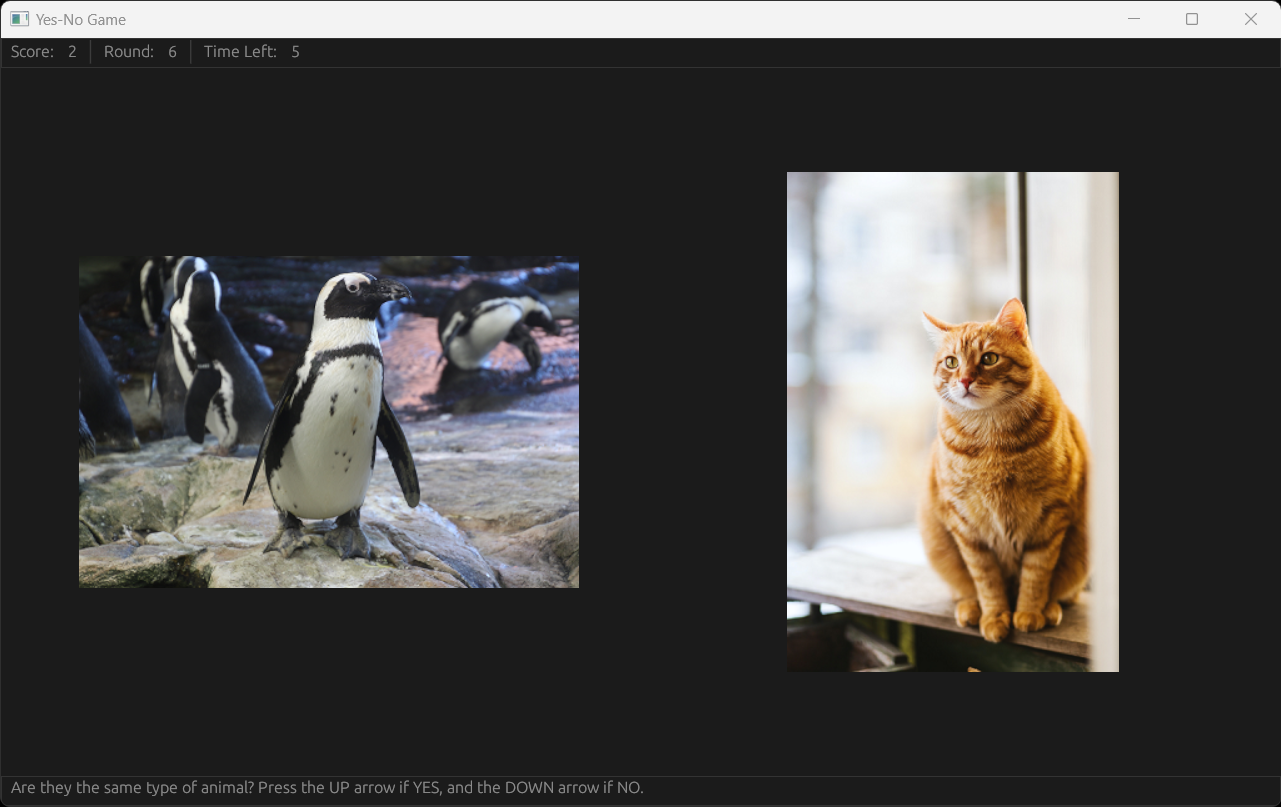 Yes-No Game
Score: 2 Round: 6 Time Left: 5
Are they the same type of animal? Press the UP arrow if YES, and the DOWN arrow if NO.